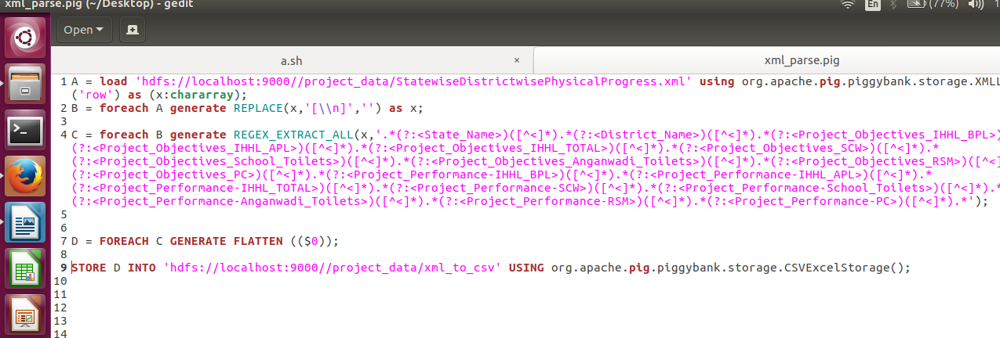 xml_parse.pig (~/Desktop) - gedit
En
(77%)
Open
a.sh ×
xml_parse.pig
1 A = load 'hdfs://localhost:9000//project_data/StatewiseDistrictwisePhysicalProgress.xml' using org.apache.pig.piggybank.storage.XMLL
('row') as (x:chararray);
2 B = foreach A generate REPLACE(x,'[\\n]','') as x;
3
4 C = foreach B generate REGEX_EXTRACT_ALL(x,'.*(?:<State_Name>)([^<]*).*(?:<District_Name>)([^<]*).*(?:<Project_Objectives_IHHL_BPL>)
(?:<Project_Objectives_IHHL_APL>)([^<]*).*(?:<Project_Objectives_IHHL_TOTAL>)([^<]*).*(?:<Project_Objectives_SCW>)([^<]*).*
(?:<Project_Objectives_School_Toilets>)([^<]*).*(?:<Project_Objectives_Anganwadi_Toilets>)([^<]*).*(?:<Project_Objectives_RSM>)([^<]
(?:<Project_Objectives_PC>)([^<]*).*(?:<Project_Performance-IHHL_BPL>)([^<]*).*(?:<Project_Performance-IHHL_APL>)([^<]*).*
(?:<Project_Performance-IHHL_TOTAL>)([^<]*).*(?:<Project_Performance-SCW>)([^<]*).*(?:<Project_Performance-School_Toilets>)([^<]*).*
(?:<Project_Performance-Anganwadi_Toilets>)([^<]*).*(?:<Project_Performance-RSM>)([^<]*).*(?:<Project_Performance-PC>)([^<]*).*');
5
6
7 D = FOREACH C GENERATE FLATTEN (($0));
8
9 STORE D INTO 'hdfs://localhost:9000//project_data/xml_to_csv' USING org.apache.pig.piggybank.storage.CSVExcelStorage();
10
11
12
13
14